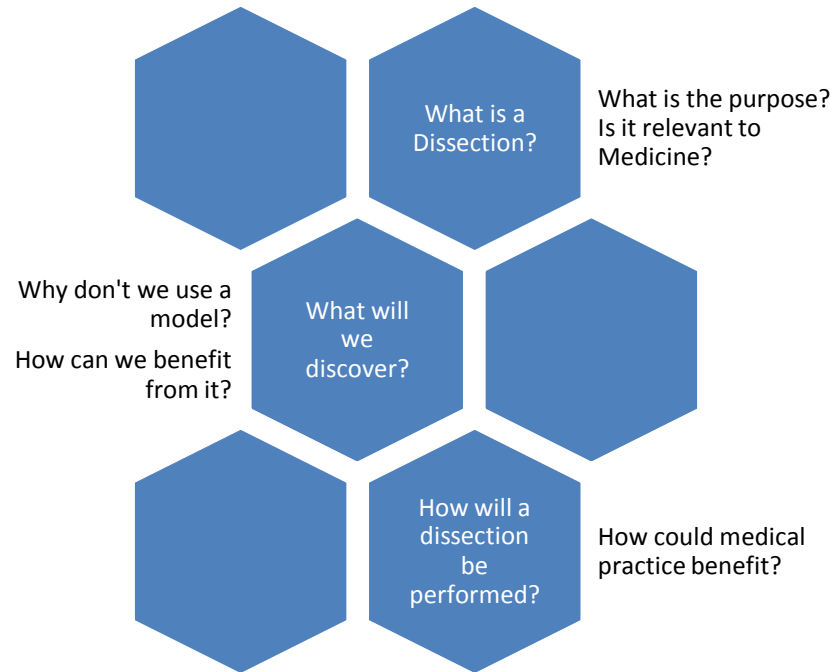 What is a
Dissection?
What is the purpose?
Is it relevant to
Medicine?
Why don't we use a
model?
How can we benefit
from it?
What will
we
discover?
How will a
dissection
be
performed?
How could medical
practice benefit?